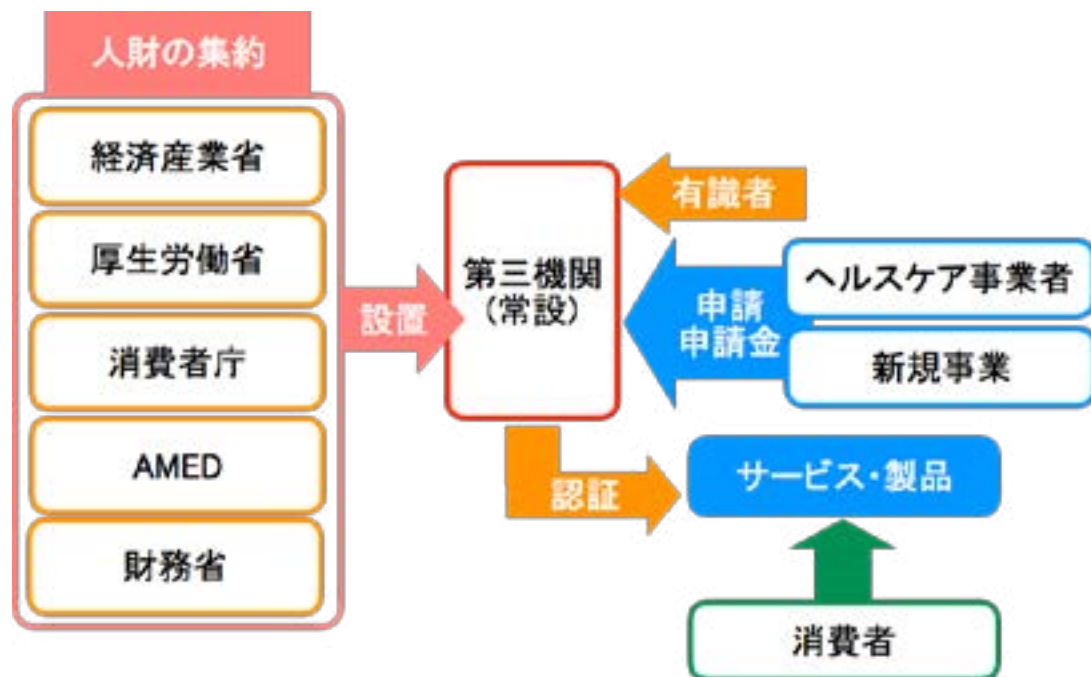 人財の集約
経済産業省
厚生労働省
消費者庁
AMED
財務省
設置
第三機関
(常設)
有識者
申請
申請金
ヘルスケア事業者
新規事業
認証
サービス・製品
消費者